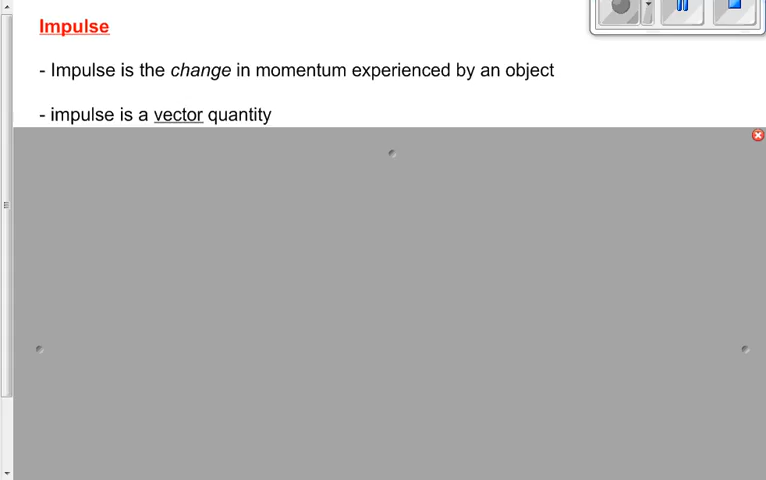 Impulse
- Impulse is the change in momentum experienced by an object
- impulse is a vector quantity